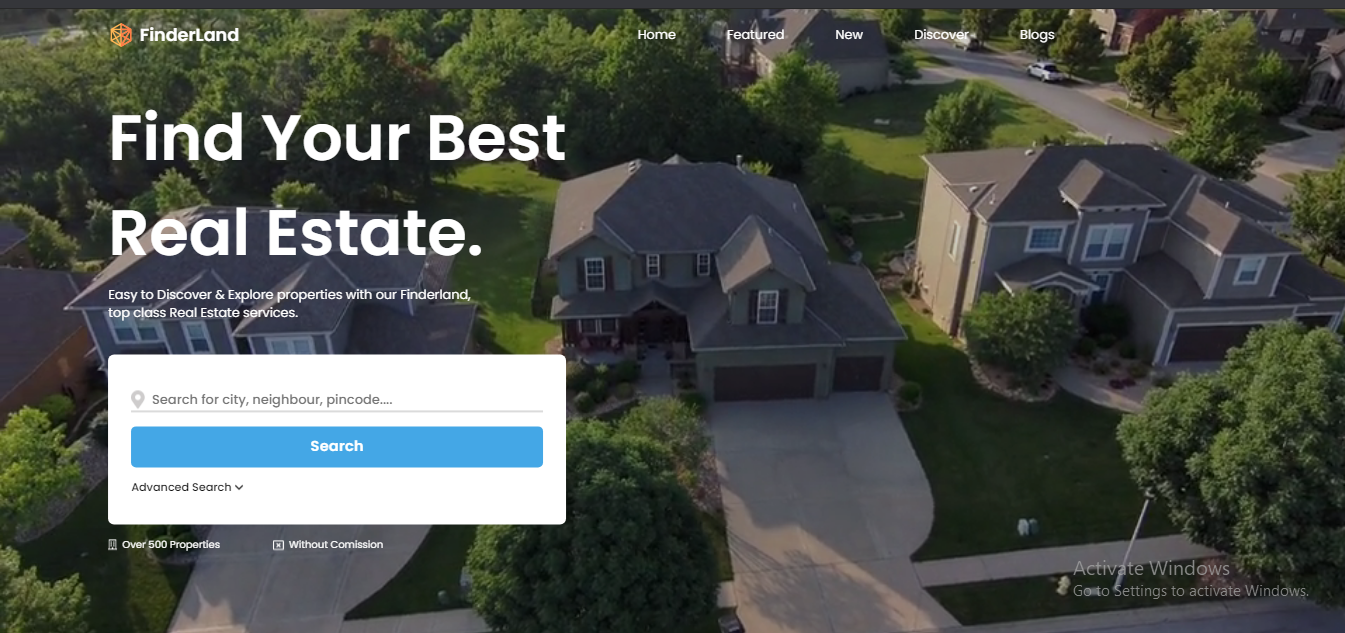 FinderLand
Home Featured New Discover Blogs
Find Your Best
Real Estate.
Easy to Discover & Explore properties with our Finderland,
top class Real Estate services.
Search for city, neighbour, pincode....
Search
Advanced Search
Over 500 Properties Without Comission
Activate Windows
Go to Settings to activate Windows.